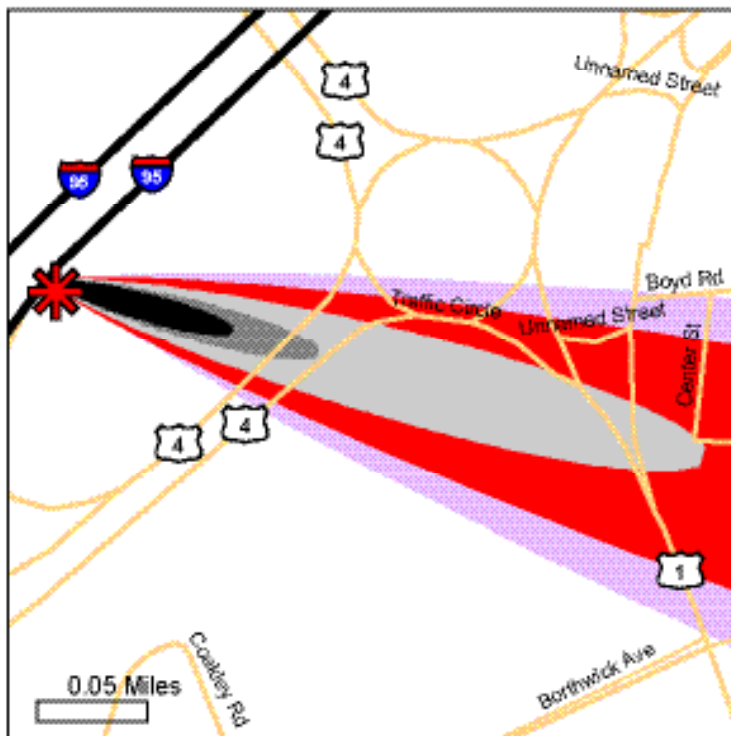 4
Unnamed Street
4
95
95
Boyd Rd
Traffic Circle
Unnamed Street
Center St
4
4
1
Coakley Rd
Borthwick Ave
0.05 Miles